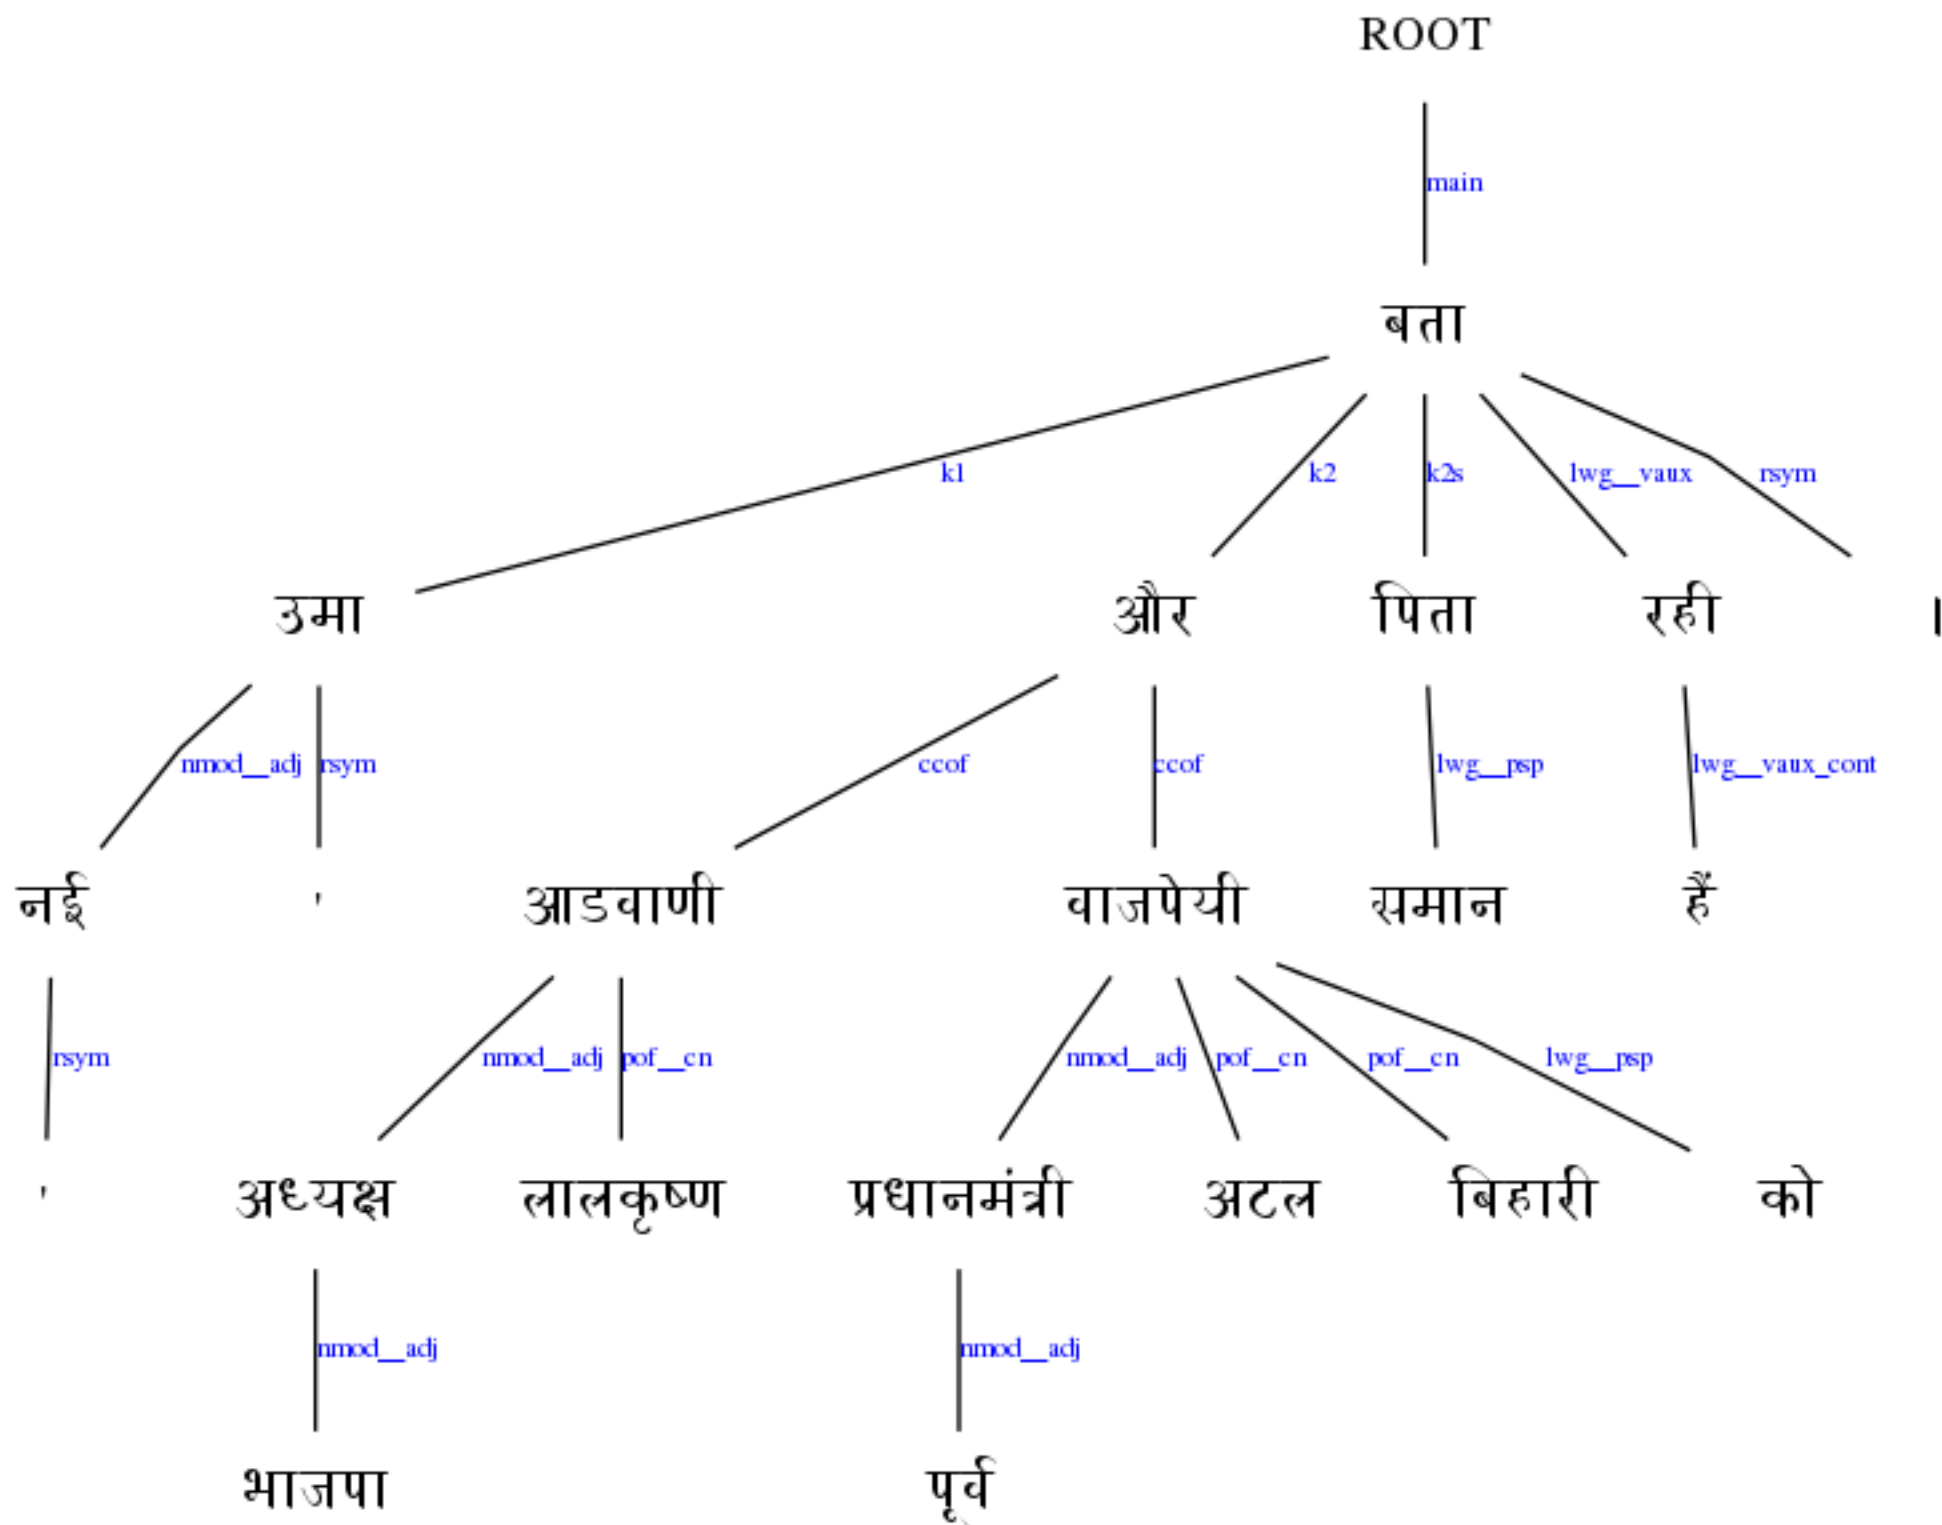 ROOT
main
बता
k1 k2 k2s lwg__vaux rsym
उमा और पिता रही ।
nmod__adj rsym ccof ccof lwg__psp lwg__vaux_cont
नई ' आडवाणी वाजपेयी समान हैं
rsym nmod__adj pof__cn nmod__adj pof__cn pof__cn lwg__psp
' अध्यक्ष लालकृष्ण प्रधानमंत्री अटल बिहारी को
nmod__adj nmod__adj
भाजपा पूर्व